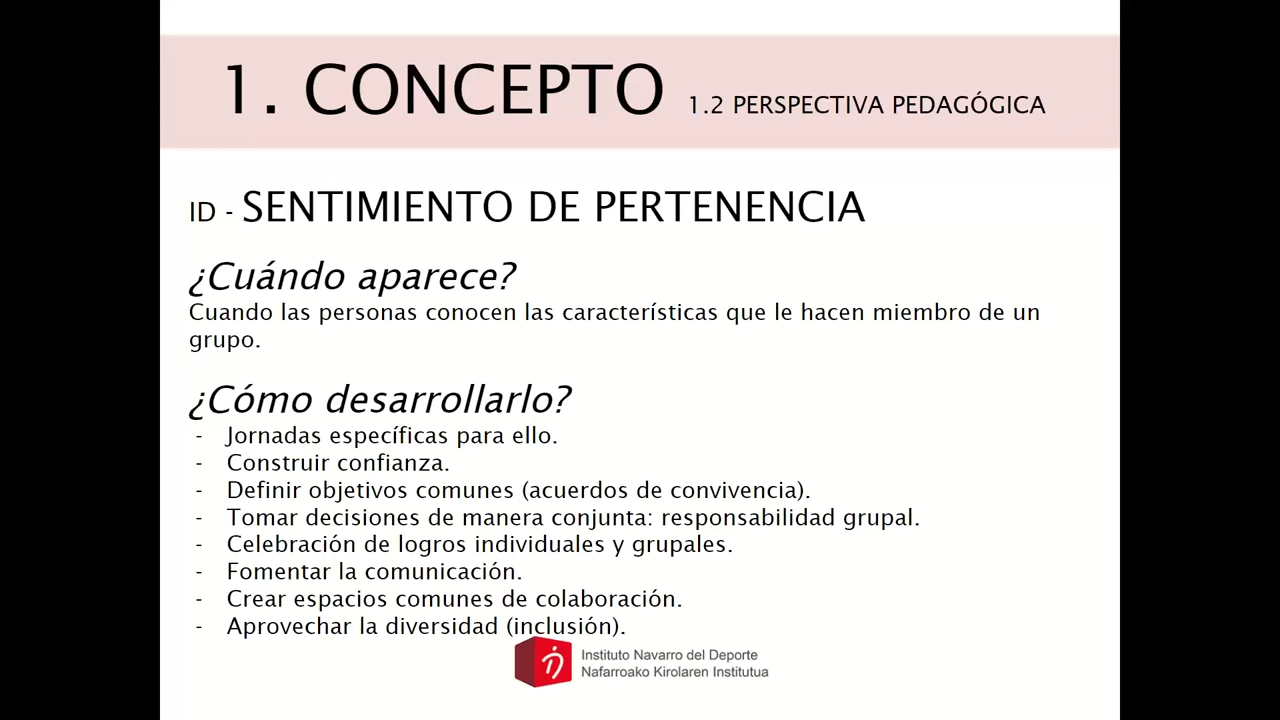 1. CONCEPTO 1.2 PERSPECTIVA PEDAGÓGICA
ID - SENTIMIENTO DE PERTENENCIA
¿Cuándo aparece?
Cuando las personas conocen las características que le hacen miembro de un
grupo.
¿Cómo desarrollarlo?
- Jornadas específicas para ello.
- Construir confianza.
- Definir objetivos comunes (acuerdos de convivencia).
- Tomar decisiones de manera conjunta: responsabilidad grupal.
- Celebración de logros individuales y grupales.
- Fomentar la comunicación.
- Crear espacios comunes de colaboración.
- Aprovechar la diversidad (inclusión).
Instituto Navarro del Deporte
Nafarroako Kirolaren Institutua